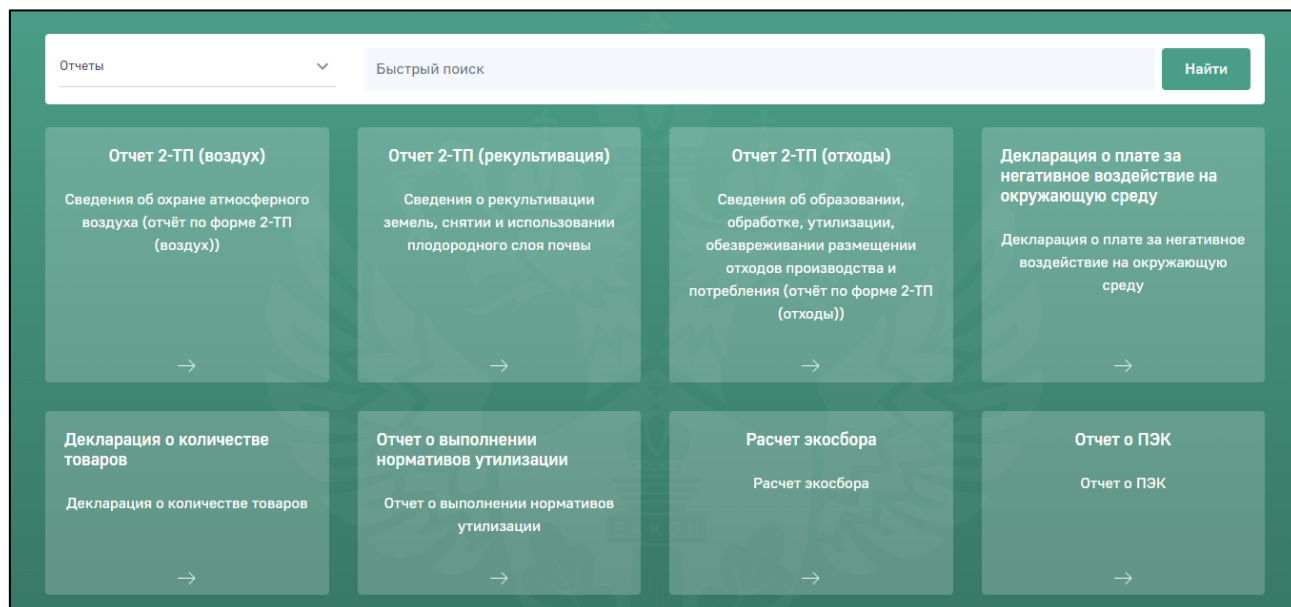 Отчеты
Быстрый поиск
Найти
Отчет 2-ТП (воздух)
Сведения об охране атмосферного
воздуха (отчёт по форме 2-ТП
(воздух))
Отчет 2-ТП (рекультивация)
Сведения о рекультивации
земель, снятии и использовании
плодородного слоя почвы
Отчет 2-ТП (отходы)
Сведения об образовании,
обработке, утилизации,
обезвреживании размещении
отходов производства и
потребления (отчёт по форме 2-ТП
(отходы))
Декларация о плате за
негативное воздействие на
окружающую среду
Декларация о плате за негативное
воздействие на окружающую
среду
Декларация о количестве
товаров
Декларация о количестве товаров
Отчет о выполнении
нормативов утилизации
Отчет о выполнении нормативов
утилизации
Расчет экосбора
Расчет экосбора
Отчет о ПЭК
Отчет о ПЭК
ЗАКОН